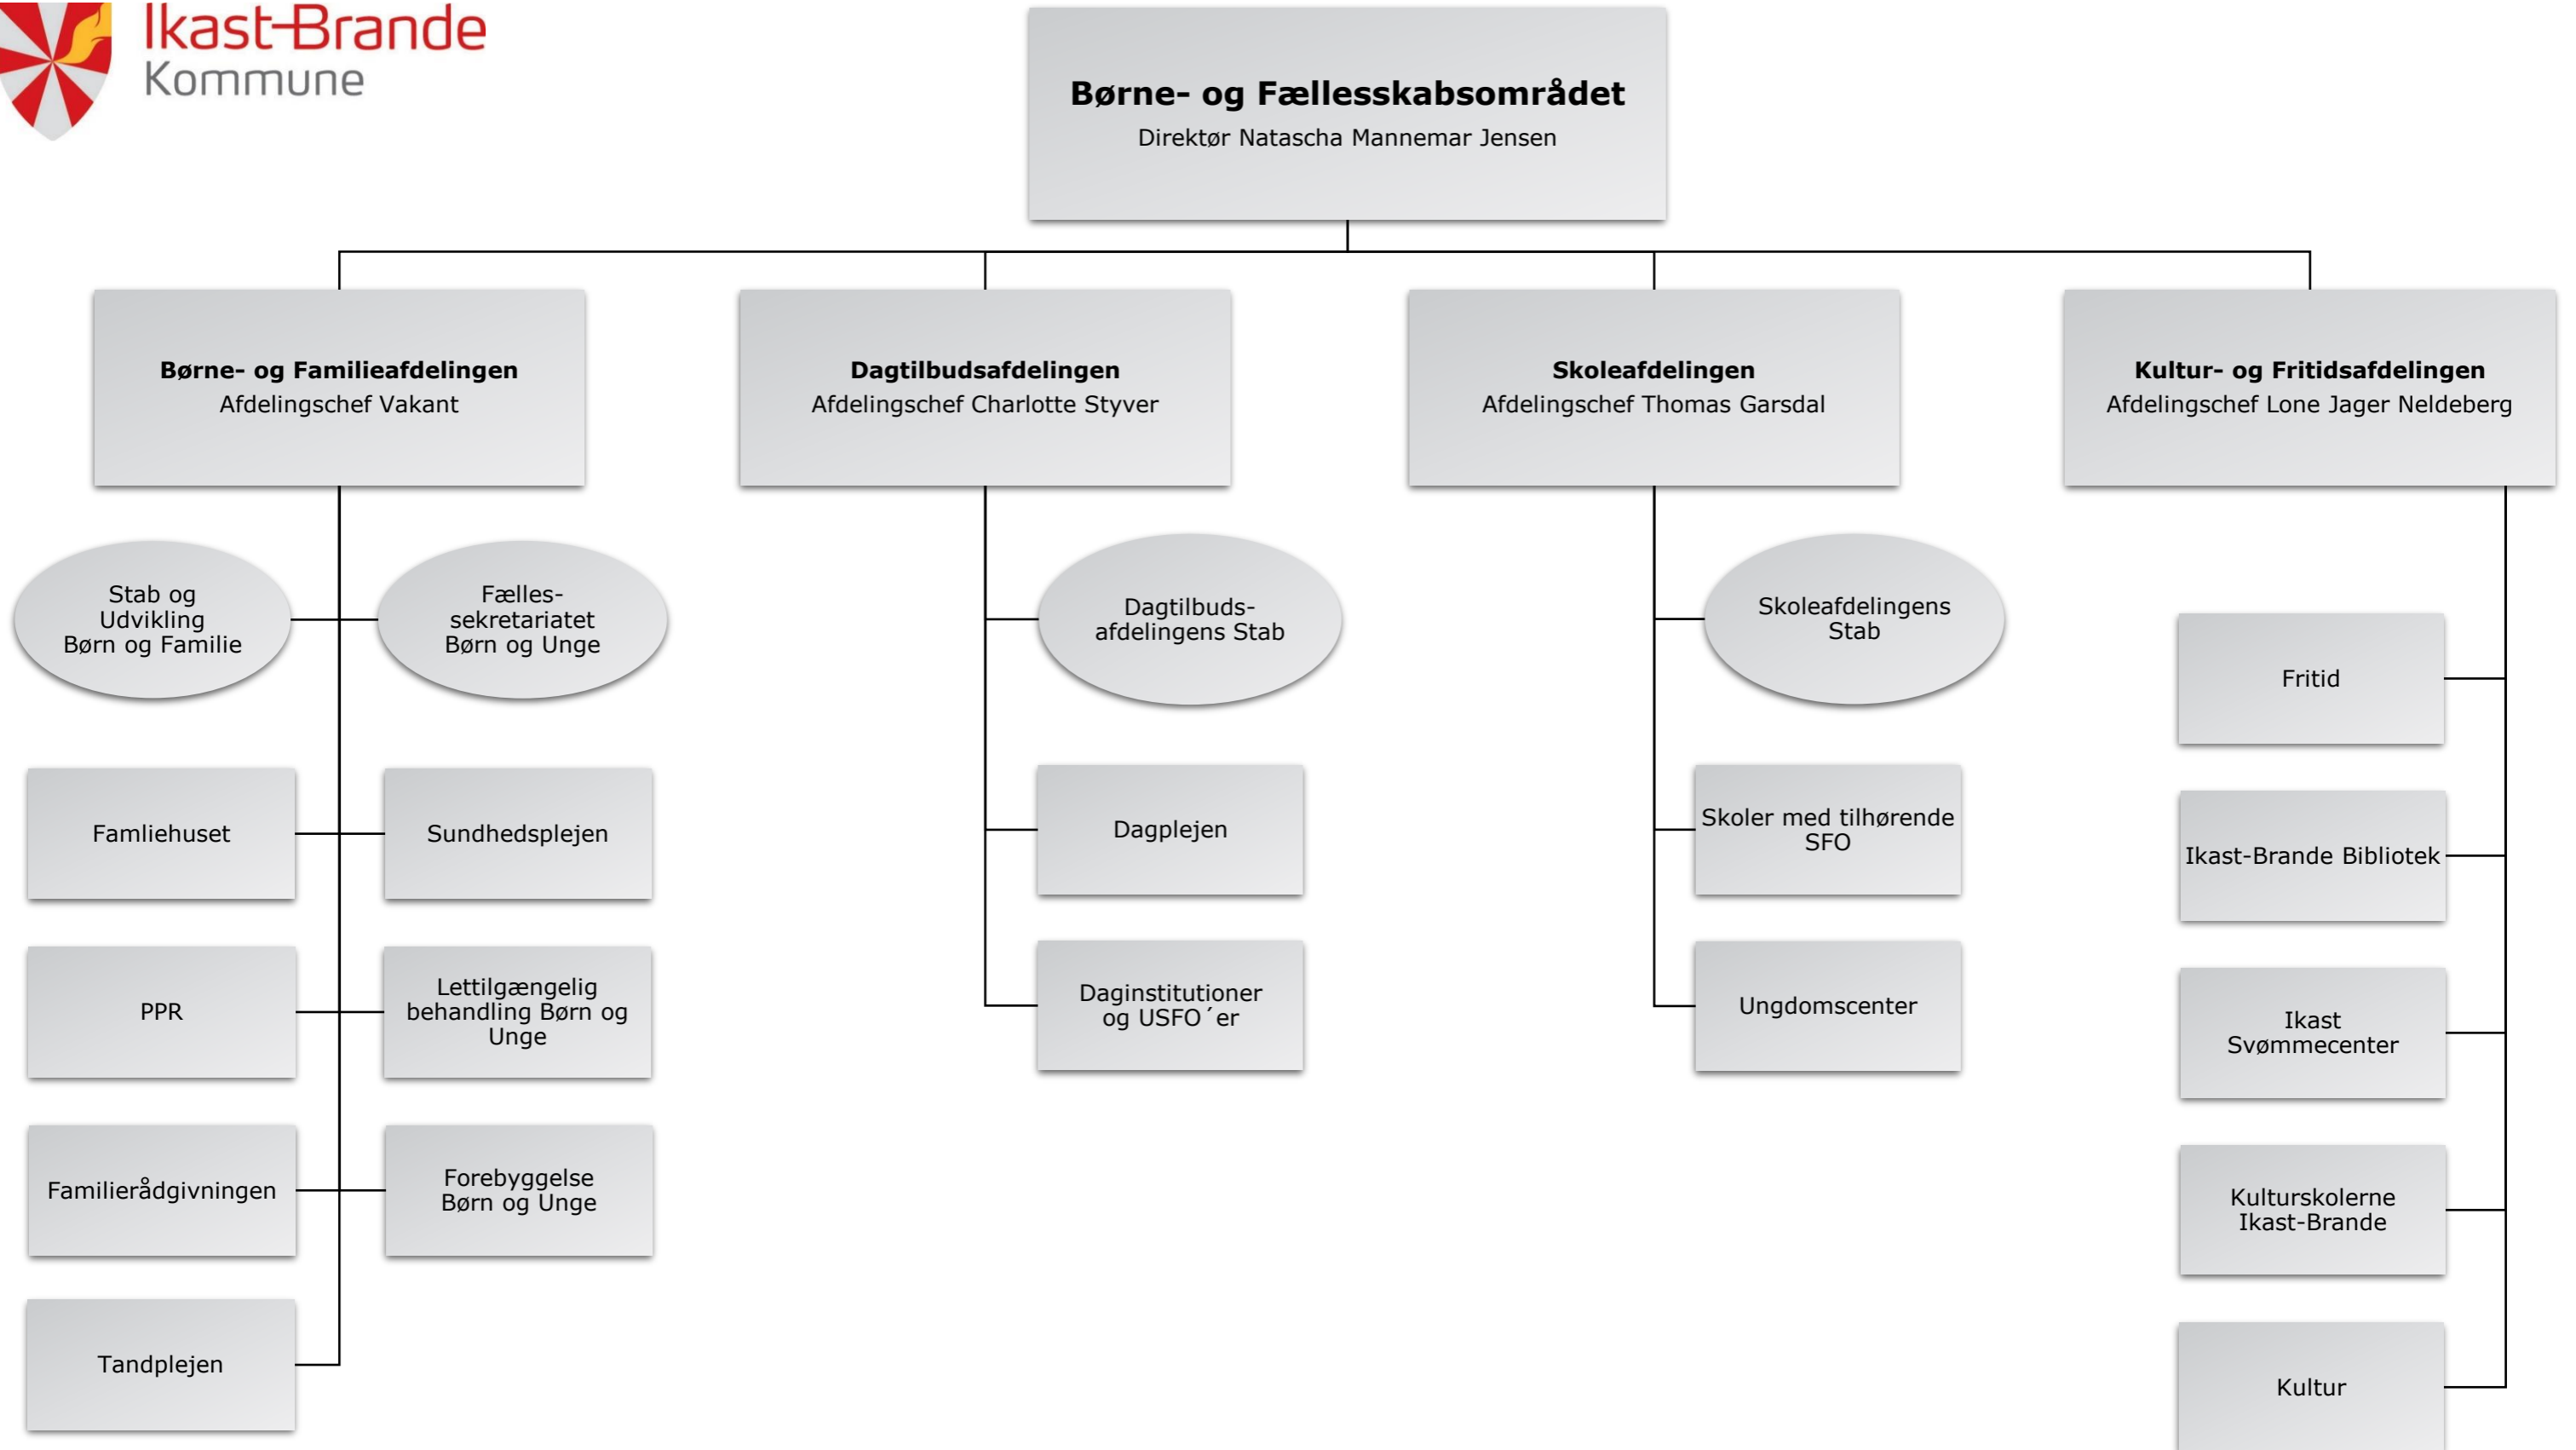 Ikast-Brande
Kommune
Børne- og Fællesskabsområdet
Direktør Natascha Mannemar Jensen
Børne- og Familieafdelingen
Afdelingschef Vakant
Dagtilbudsafdelingen
Afdelingschef Charlotte Styver
Skoleafdelingen
Afdelingschef Thomas Garsdal
Kultur- og Fritidsafdelingen
Afdelingschef Lone Jager Neldeberg
Stab og
Udvikling
Børn og Familie
Fælles-
sekretariatet
Børn og Unge
Famliehuset
Sundhedsplejen
PPR
Lettilgængelig
behandling Børn og
Unge
Familierådgivningen
Forebyggelse
Børn og Unge
Tandplejen
Dagtilbuds-
afdelingens Stab
Dagplejen
Daginstitutioner
og USFO´er
Skoleafdelingens
Stab
Skoler med tilhørende
SFO
Ungdomscenter
Fritid
Ikast-Brande Bibliotek
Ikast
Svømmecenter
Kulturskolerne
Ikast-Brande
Kultur